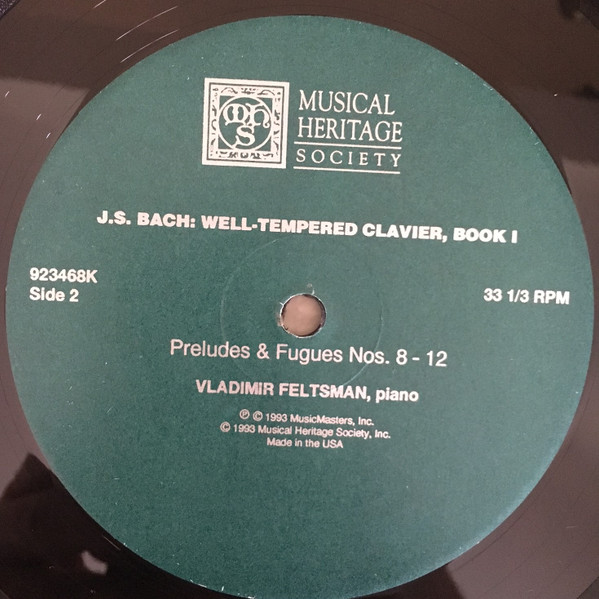 MHS
MUSICAL
HERITAGE
SOCIETY
J.S. BACH: WELL-TEMPERED CLAVIER, BOOK I
923468K
Side 2
33 1/3 RPM
Preludes & Fugues Nos. 8 - 12
VLADIMIR FELTSMAN, piano
℗ © 1993 MusicMasters, Inc.
© 1993 Musical Heritage Society, Inc.
Made in the USA